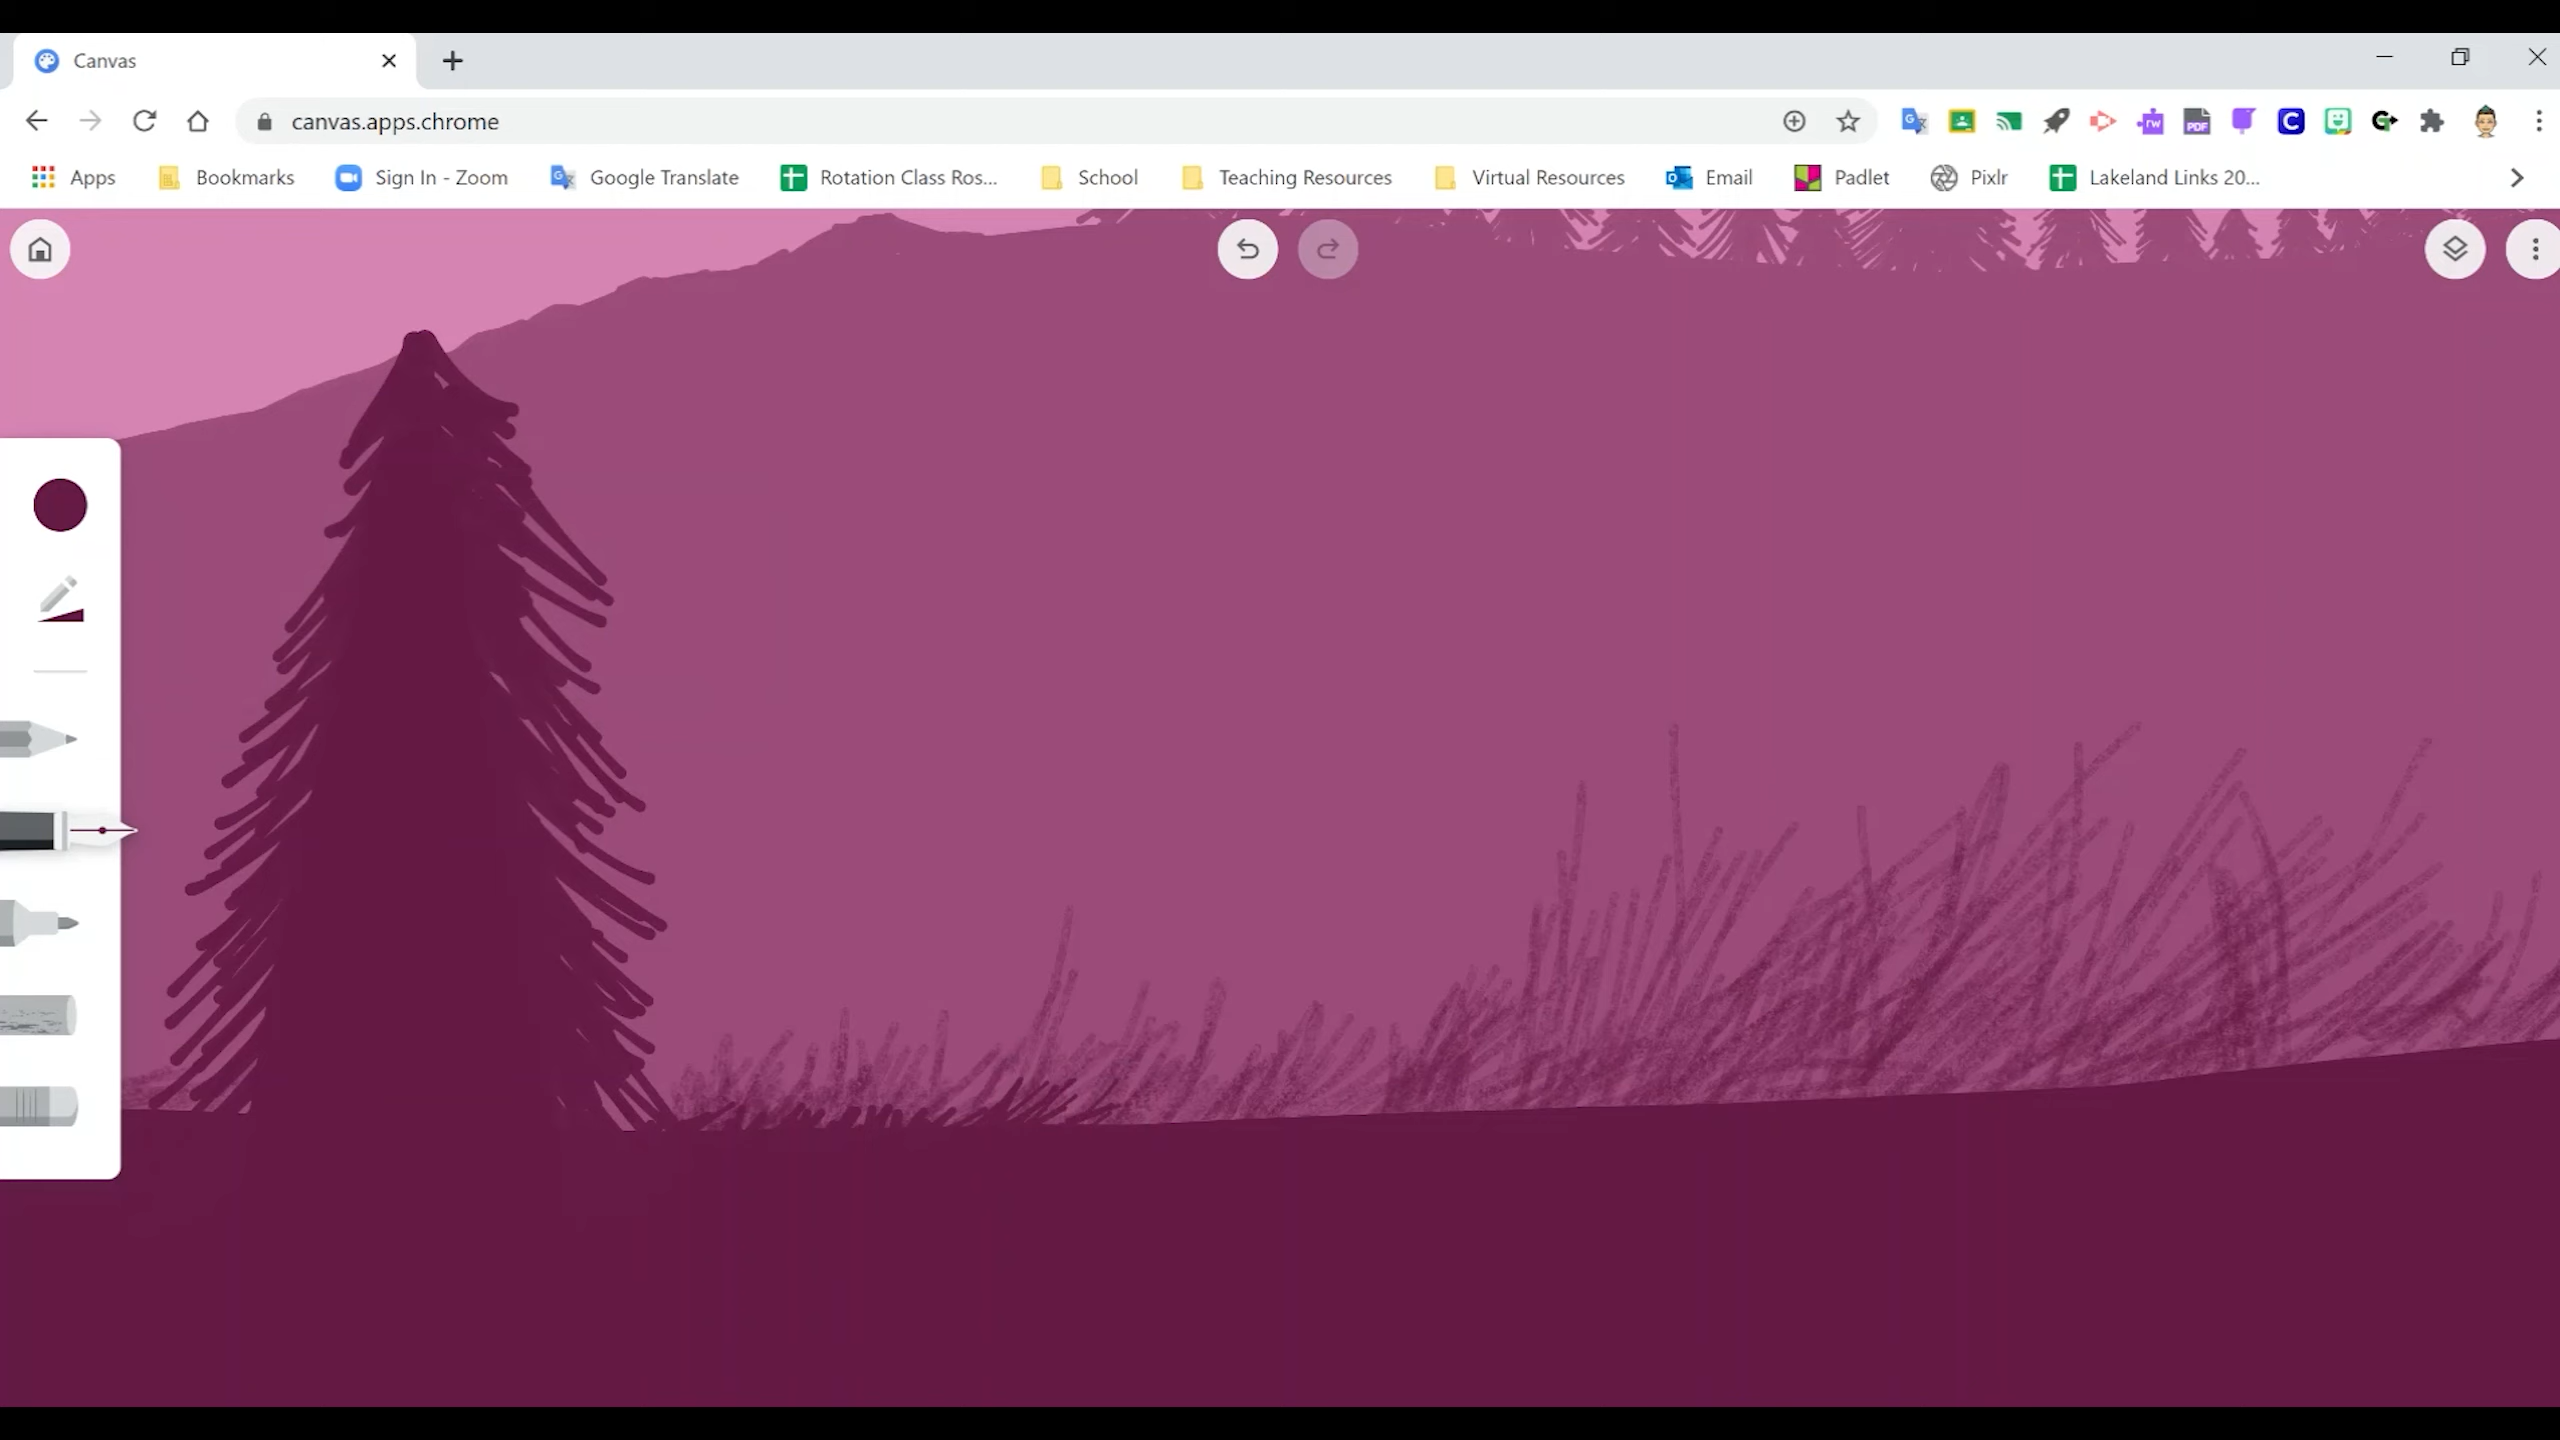 Canvas
canvas.apps.chrome
Apps Bookmarks Sign In - Zoom Google Translate Rotation Class Ros... School Teaching Resources Virtual Resources Email Padlet Pixlr Lakeland Links 20...